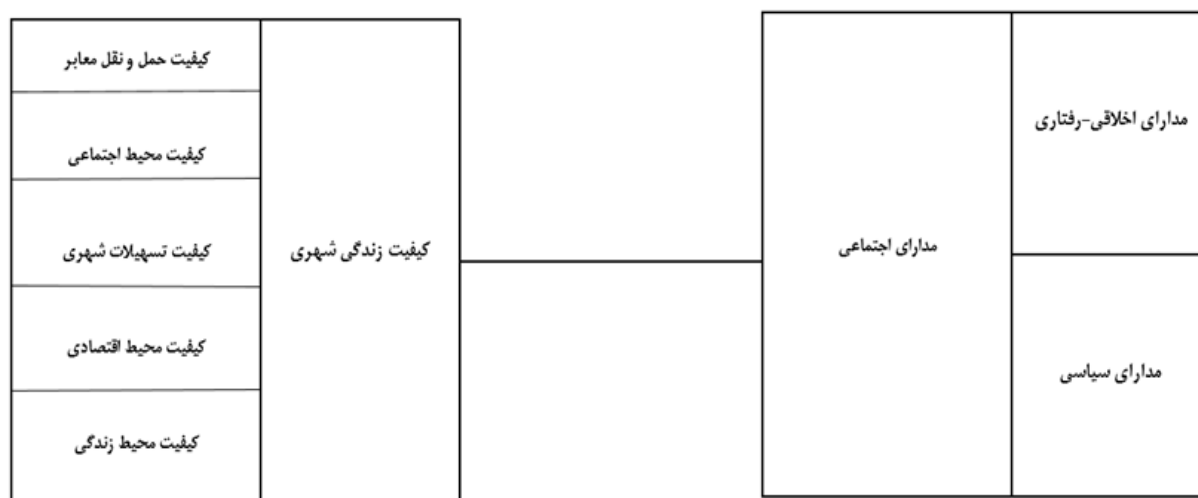 مدارای اخلاقی-رفتاری
مدارای سیاسی
مدارای اجتماعی
کیفیت زندگی شهری
کیفیت حمل و نقل معابر
کیفیت محیط اجتماعی
کیفیت تسهیلات شهری
کیفیت محیط اقتصادی
کیفیت محیط زندگی